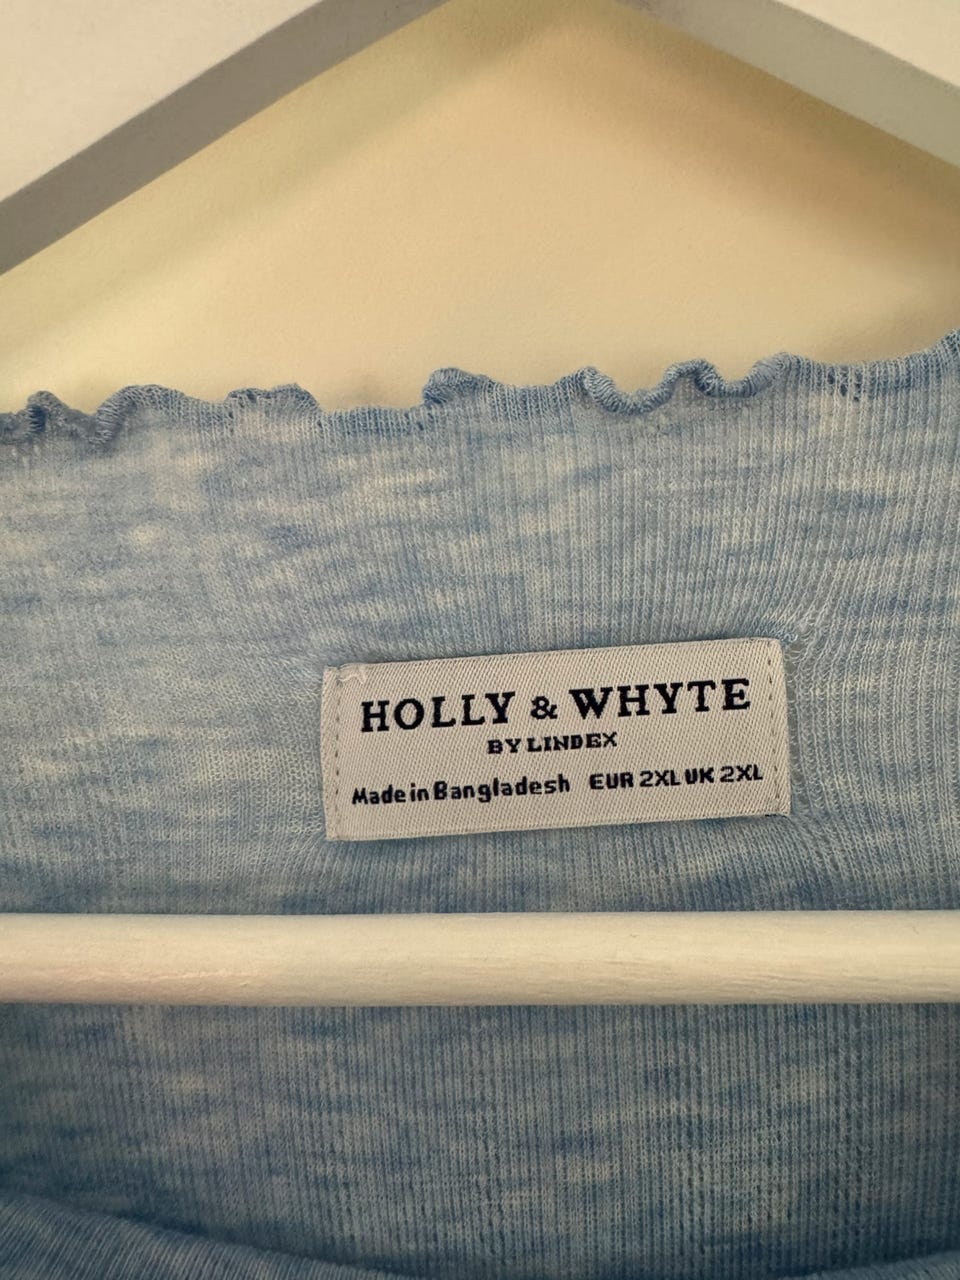 HOLLY & WHYTE
BY LINDEX
Made in Bangladesh EUR 2XL UK 2XL